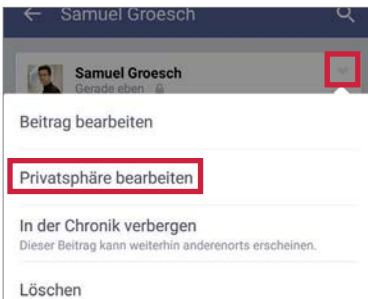 Samuel Groesch
Samuel Groesch
Gerade eben
Beitrag bearbeiten
Privatsphäre bearbeiten
In der Chronik verbergen
Dieser Beitrag kann weiterhin anderenorts erscheinen.
Löschen